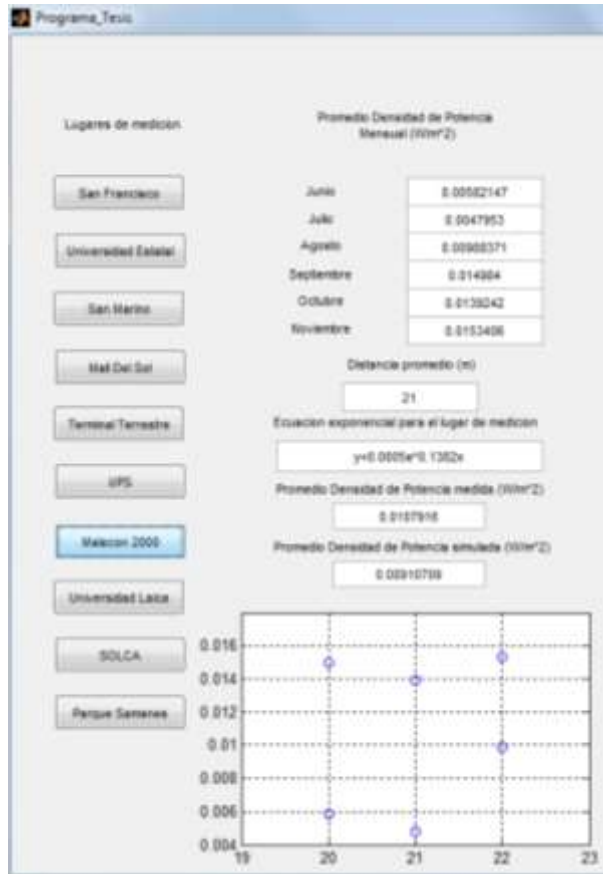 Programa_Tesis
Lugares de medicion
San Francisco
Universidad Estatal
San Marino
Mall Del Sol
Terminal Terrestre
UPS
Malecon 2000
Universidad Laica
SOLCA
Parque Samanes
Promedio Densidad de Potencia
Mensual (W/m^2)
Junio 0.00582147
Julio 0.0047953
Agosto 0.00988371
Septiembre 0.014984
Octubre 0.0139242
Noviembre 0.0153406
Distancia promedio (m)
21
Ecuacion exponencial para el lugar de medicion
y=0.0005e^0.1382x
Promedio Densidad de Potencia medida (W/m^2)
0.0107916
Promedio Densidad de Potencia simulada (W/m^2)
0.00910789
0.016
0.014
0.012
0.01
0.008
0.006
0.004
19 20 21 22 23